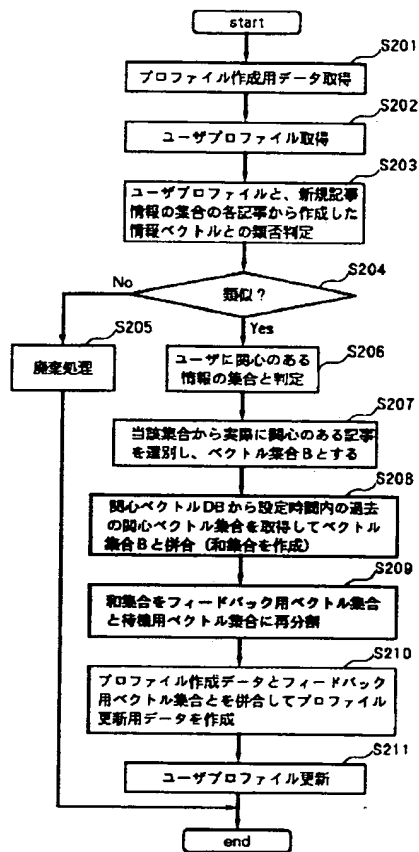 start
S201
プロファイル作成用データ取得
S202
ユーザプロファイル取得
S203
ユーザプロファイルと、新規記事
情報の集合の各記事から作成した
情報ベクトルとの類否判定
S204
No
類似？
S205
Yes
S206
廃棄処理
ユーザに関心のある
情報の集合と判定
S207
当該集合から実際に関心のある記事
を選別し、ベクトル集合Bとする
S208
関心ベクトルDBから設定時間内の過去
の関心ベクトル集合を取得してベクトル
集合Bと併合（和集合を作成）
S209
和集合をフィードバック用ベクトル集合
と待機用ベクトル集合に再分割
S210
プロファイル作成データとフィードバック
用ベクトル集合とを併合してプロファイル
更新用データを作成
S211
ユーザプロファイル更新
end